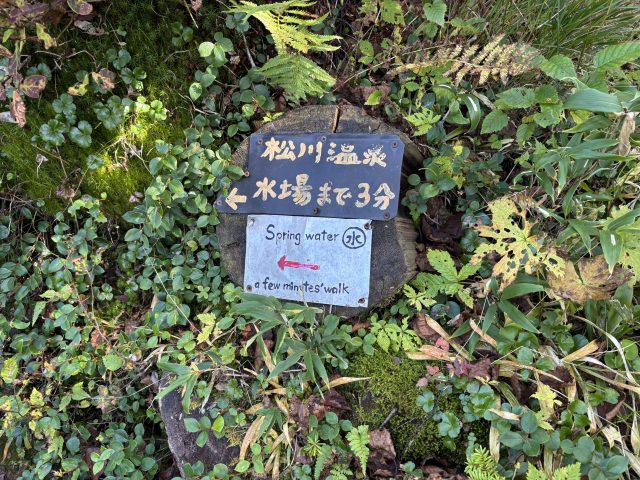 松川温泉
← 水場まで3分
Spring water ㊌
←
a few minutes' walk